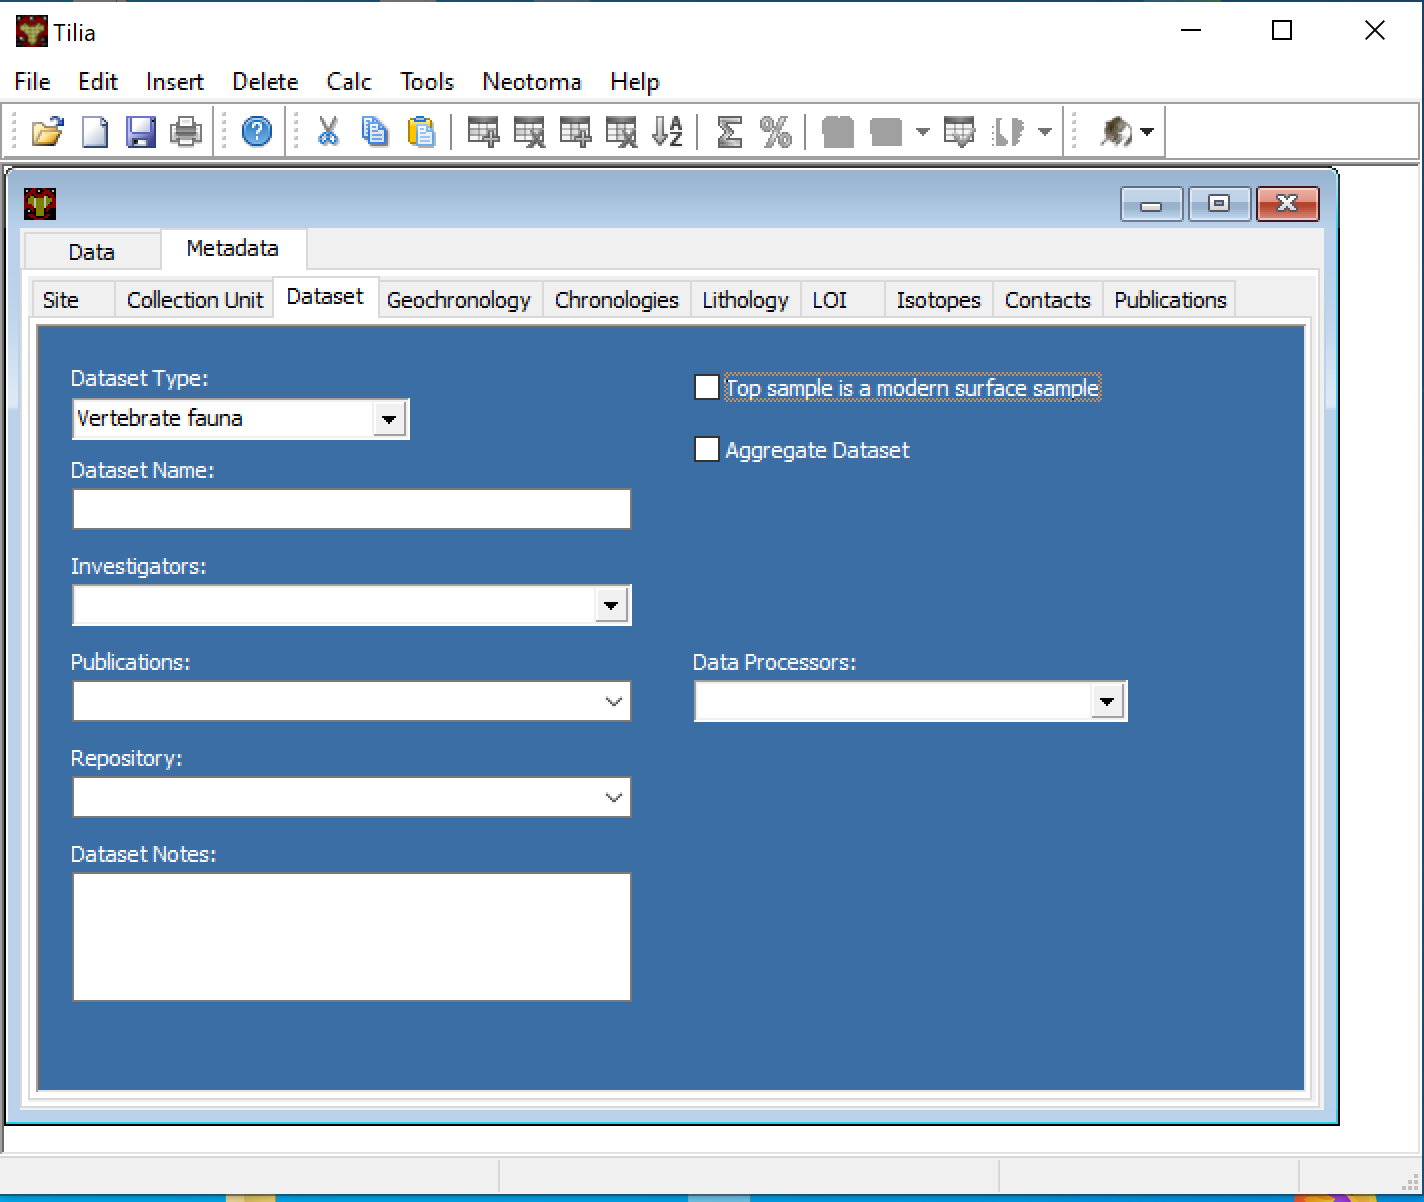 Tilia
File Edit Insert Delete Calc Tools Neotoma Help
Data Metadata
Site Collection Unit Dataset Geochronology Chronologies Lithology LOI Isotopes Contacts Publications
Dataset Type:
Vertebrate fauna
Top sample is a modern surface sample
Aggregate Dataset
Dataset Name:
Investigators:
Publications:
Data Processors:
Repository:
Dataset Notes: